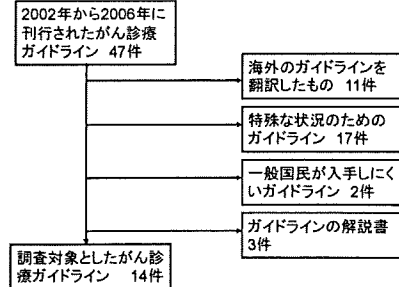 2002年から2006年に
刊行されたがん診療
ガイドライン 47件
海外のガイドラインを
翻訳したもの 11件
特殊な状況のための
ガイドライン 17件
一般国民が入手しにく
いガイドライン 2件
ガイドラインの解説書
3件
調査対象としたがん診
療ガイドライン 14件